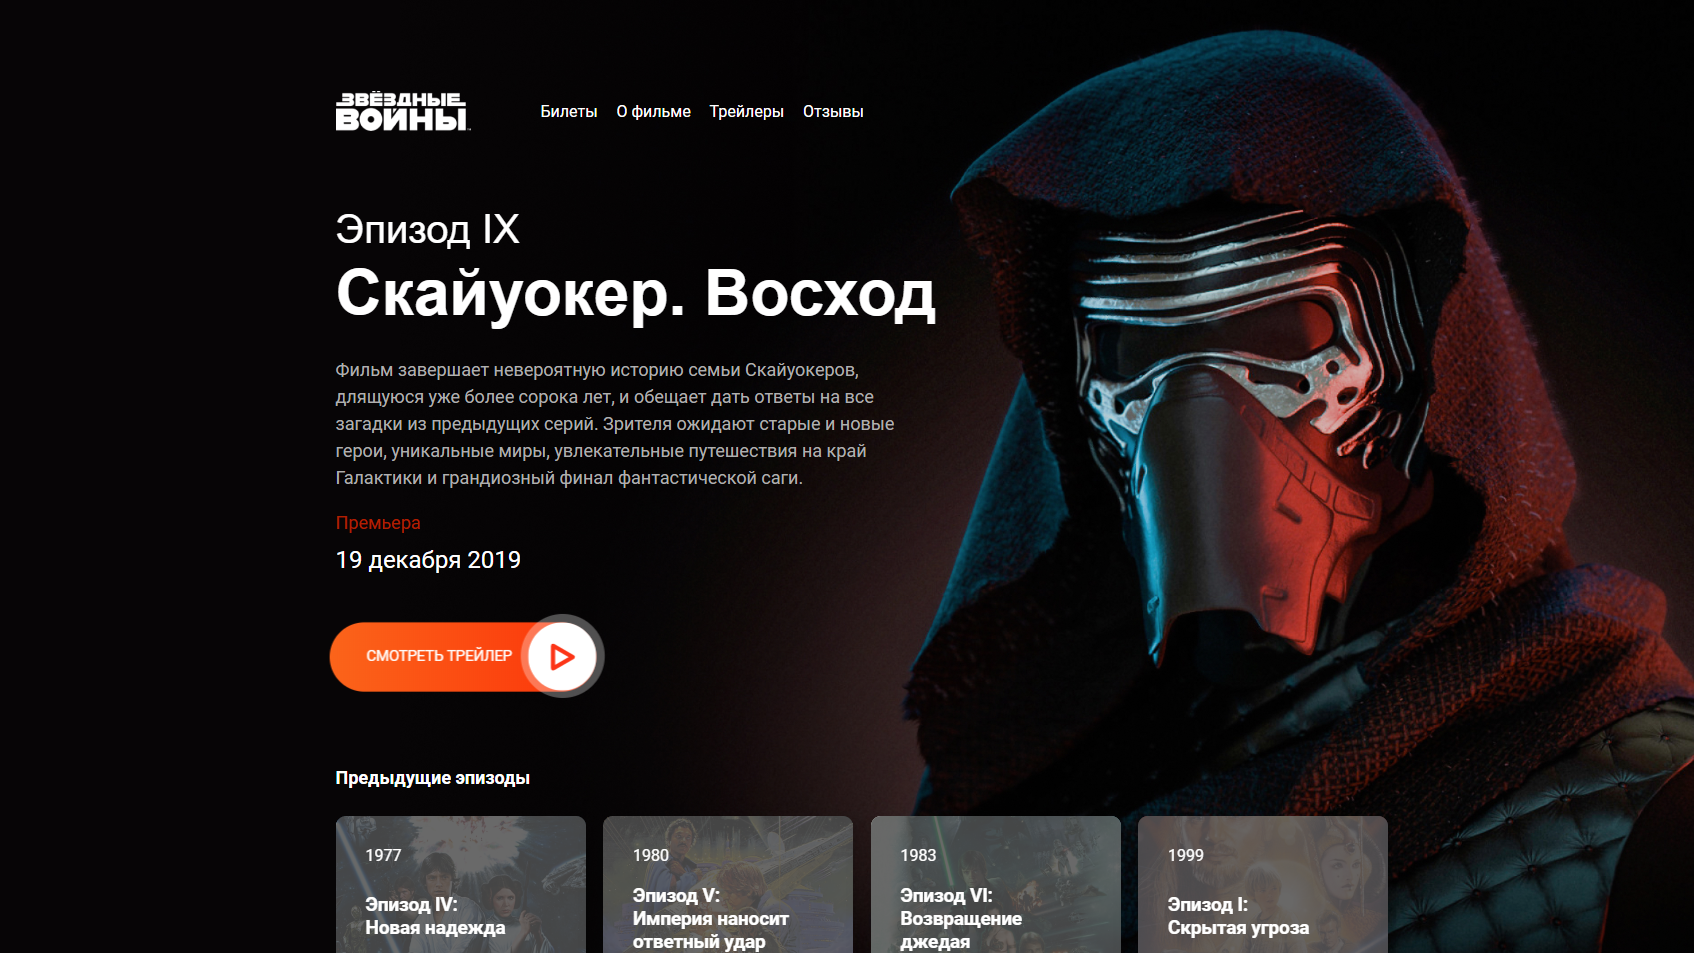 ЗВЁЗДНЫЕ
ВОЙНЫ
Билеты О фильме Трейлеры Отзывы
Эпизод IX
Скайуокер. Восход
Фильм завершает невероятную историю семьи Скайуокеров,
длящуюся уже более сорока лет, и обещает дать ответы на все
загадки из предыдущих серий. Зрителя ожидают старые и новые
герои, уникальные миры, увлекательные путешествия на край
Галактики и грандиозный финал фантастической саги.
Премьера
19 декабря 2019
СМОТРЕТЬ ТРЕЙЛЕР
Предыдущие эпизоды
1977
Эпизод IV:
Новая надежда
1980
Эпизод V:
Империя наносит
ответный удар
1983
Эпизод VI:
Возвращение
джедая
1999
Эпизод I:
Скрытая угроза